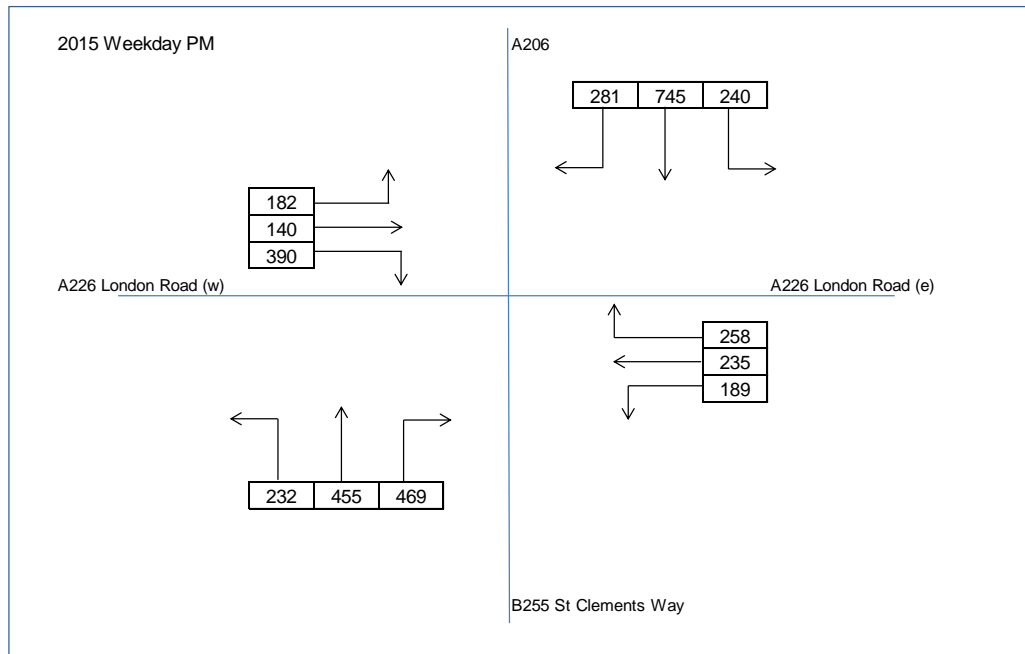 2015 Weekday PM
A206
281 745 240
182
140
390
A226 London Road (w)
A226 London Road (e)
258
235
189
232 455 469
B255 St Clements Way